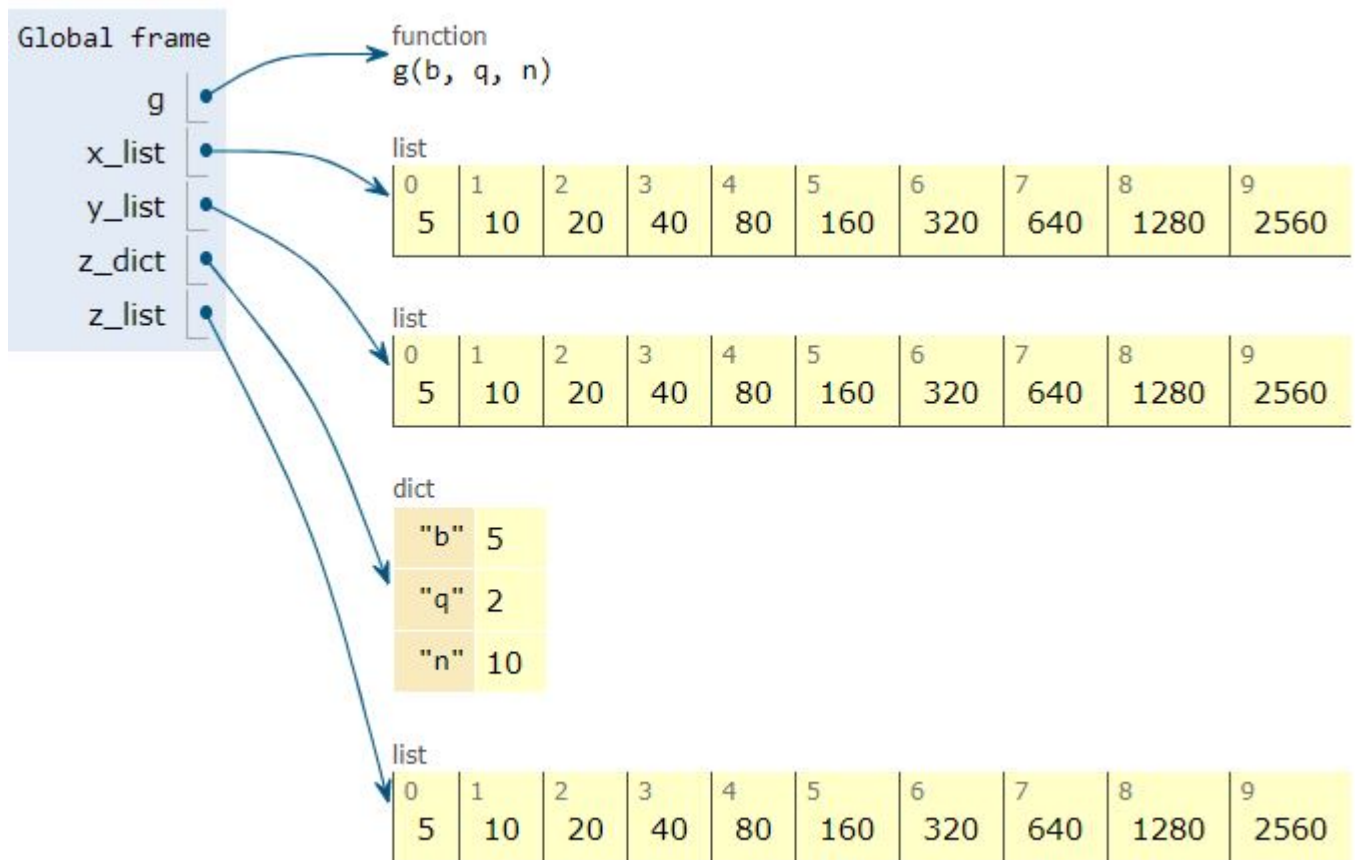 Global frame
g
x_list
y_list
z_dict
z_list
function
g(b, q, n)
list
0 1 2 3 4 5 6 7 8 9
5 10 20 40 80 160 320 640 1280 2560
list
0 1 2 3 4 5 6 7 8 9
5 10 20 40 80 160 320 640 1280 2560
dict
"b" 5
"q" 2
"n" 10
list
0 1 2 3 4 5 6 7 8 9
5 10 20 40 80 160 320 640 1280 2560